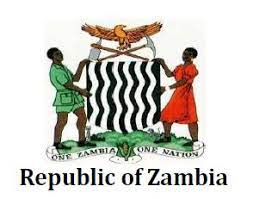 ONE ZAMBIA ONE NATION
Republic of Zambia